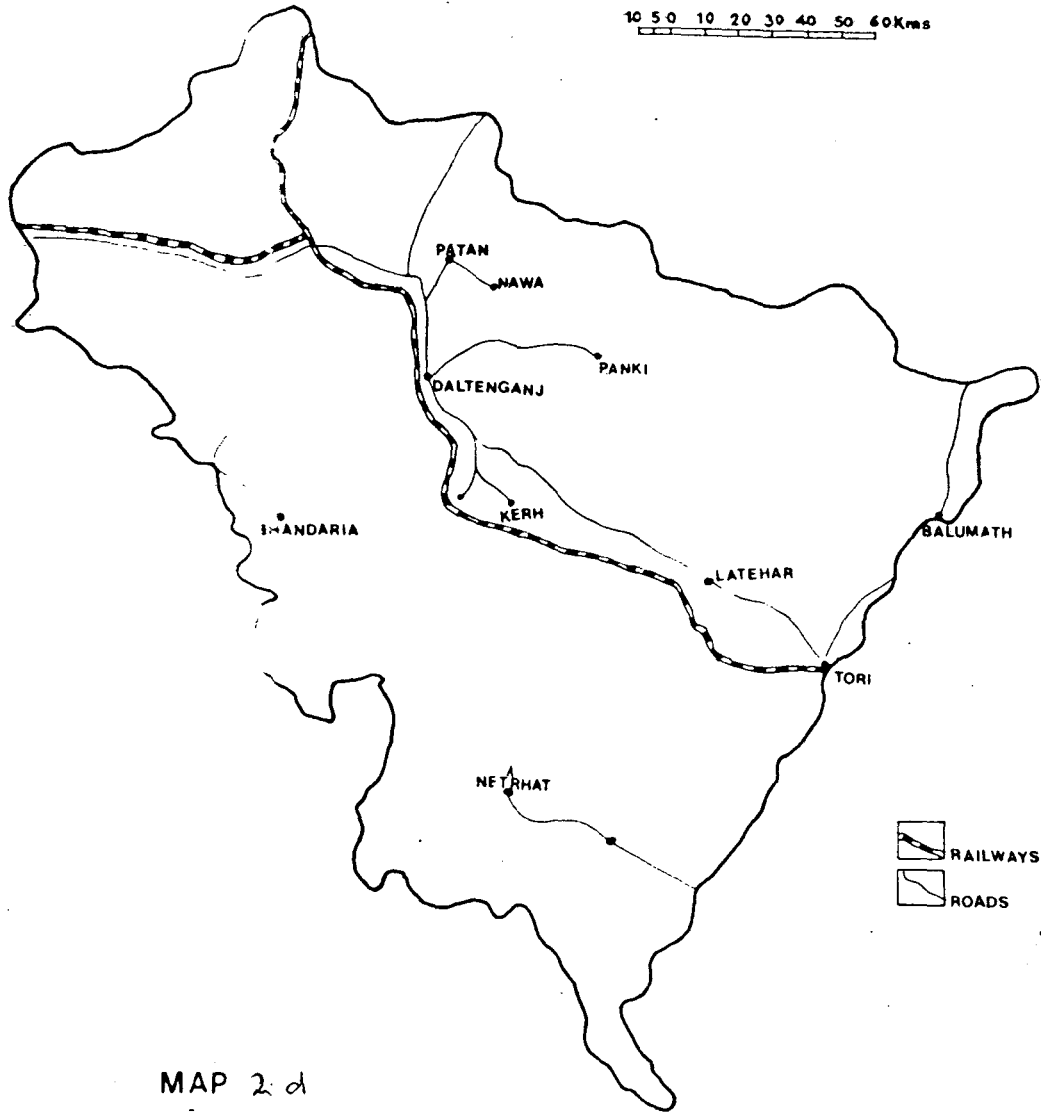 10 5 0 10 20 30 40 50 60Kms
PATAN
NAWA
PANKI
DALTENGANJ
KERH
BHANDARIA
BALUMATH
LATEHAR
TORI
NETRHAT
RAILWAYS
ROADS
MAP 2.d